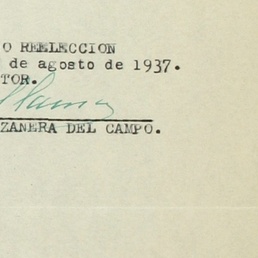 O REELECCION
de agosto de 1937.
TOR.
ZANERA DEL CAMPO.